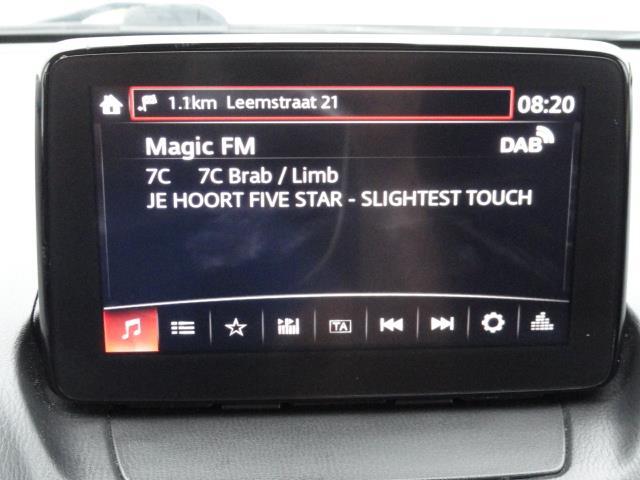 1.1km Leemstraat 21 08:20
Magic FM DAB
7C 7C Brab / Limb
JE HOORT FIVE STAR - SLIGHTEST TOUCH
TA